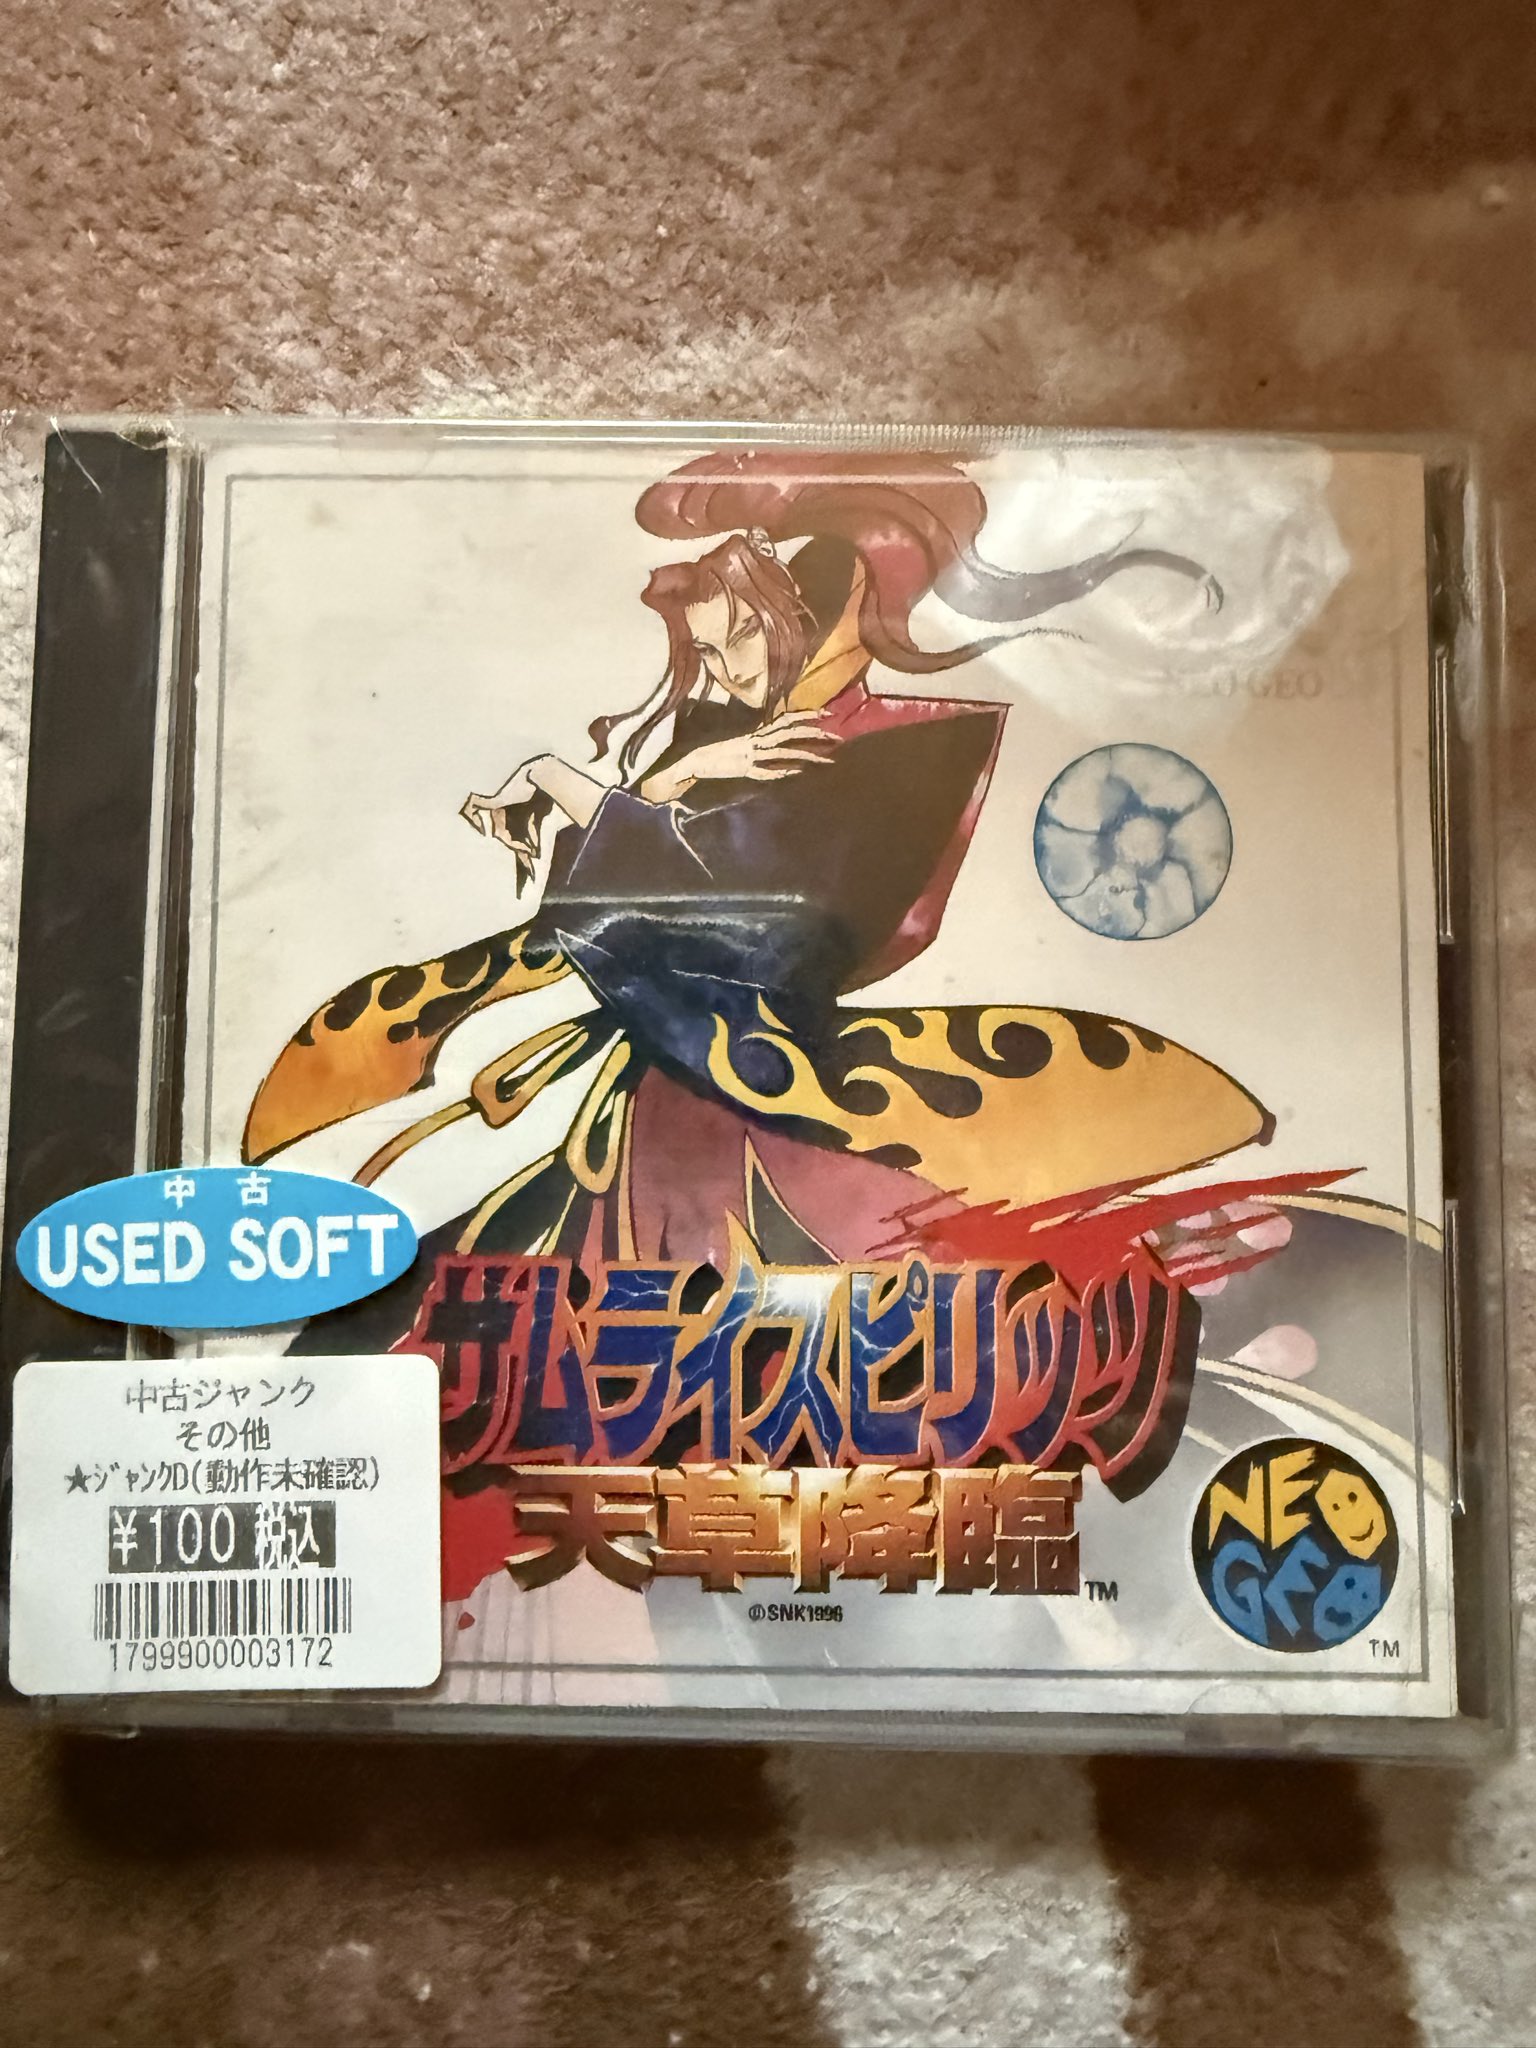 NEO GEO
中古
USED SOFT
サムライスピリッツ
天草降臨
TM
©SNK1996
NEO
GEO
TM
中古ジャンク
その他
★ジャンクD(動作未確認)
¥100 税込
1799900003172